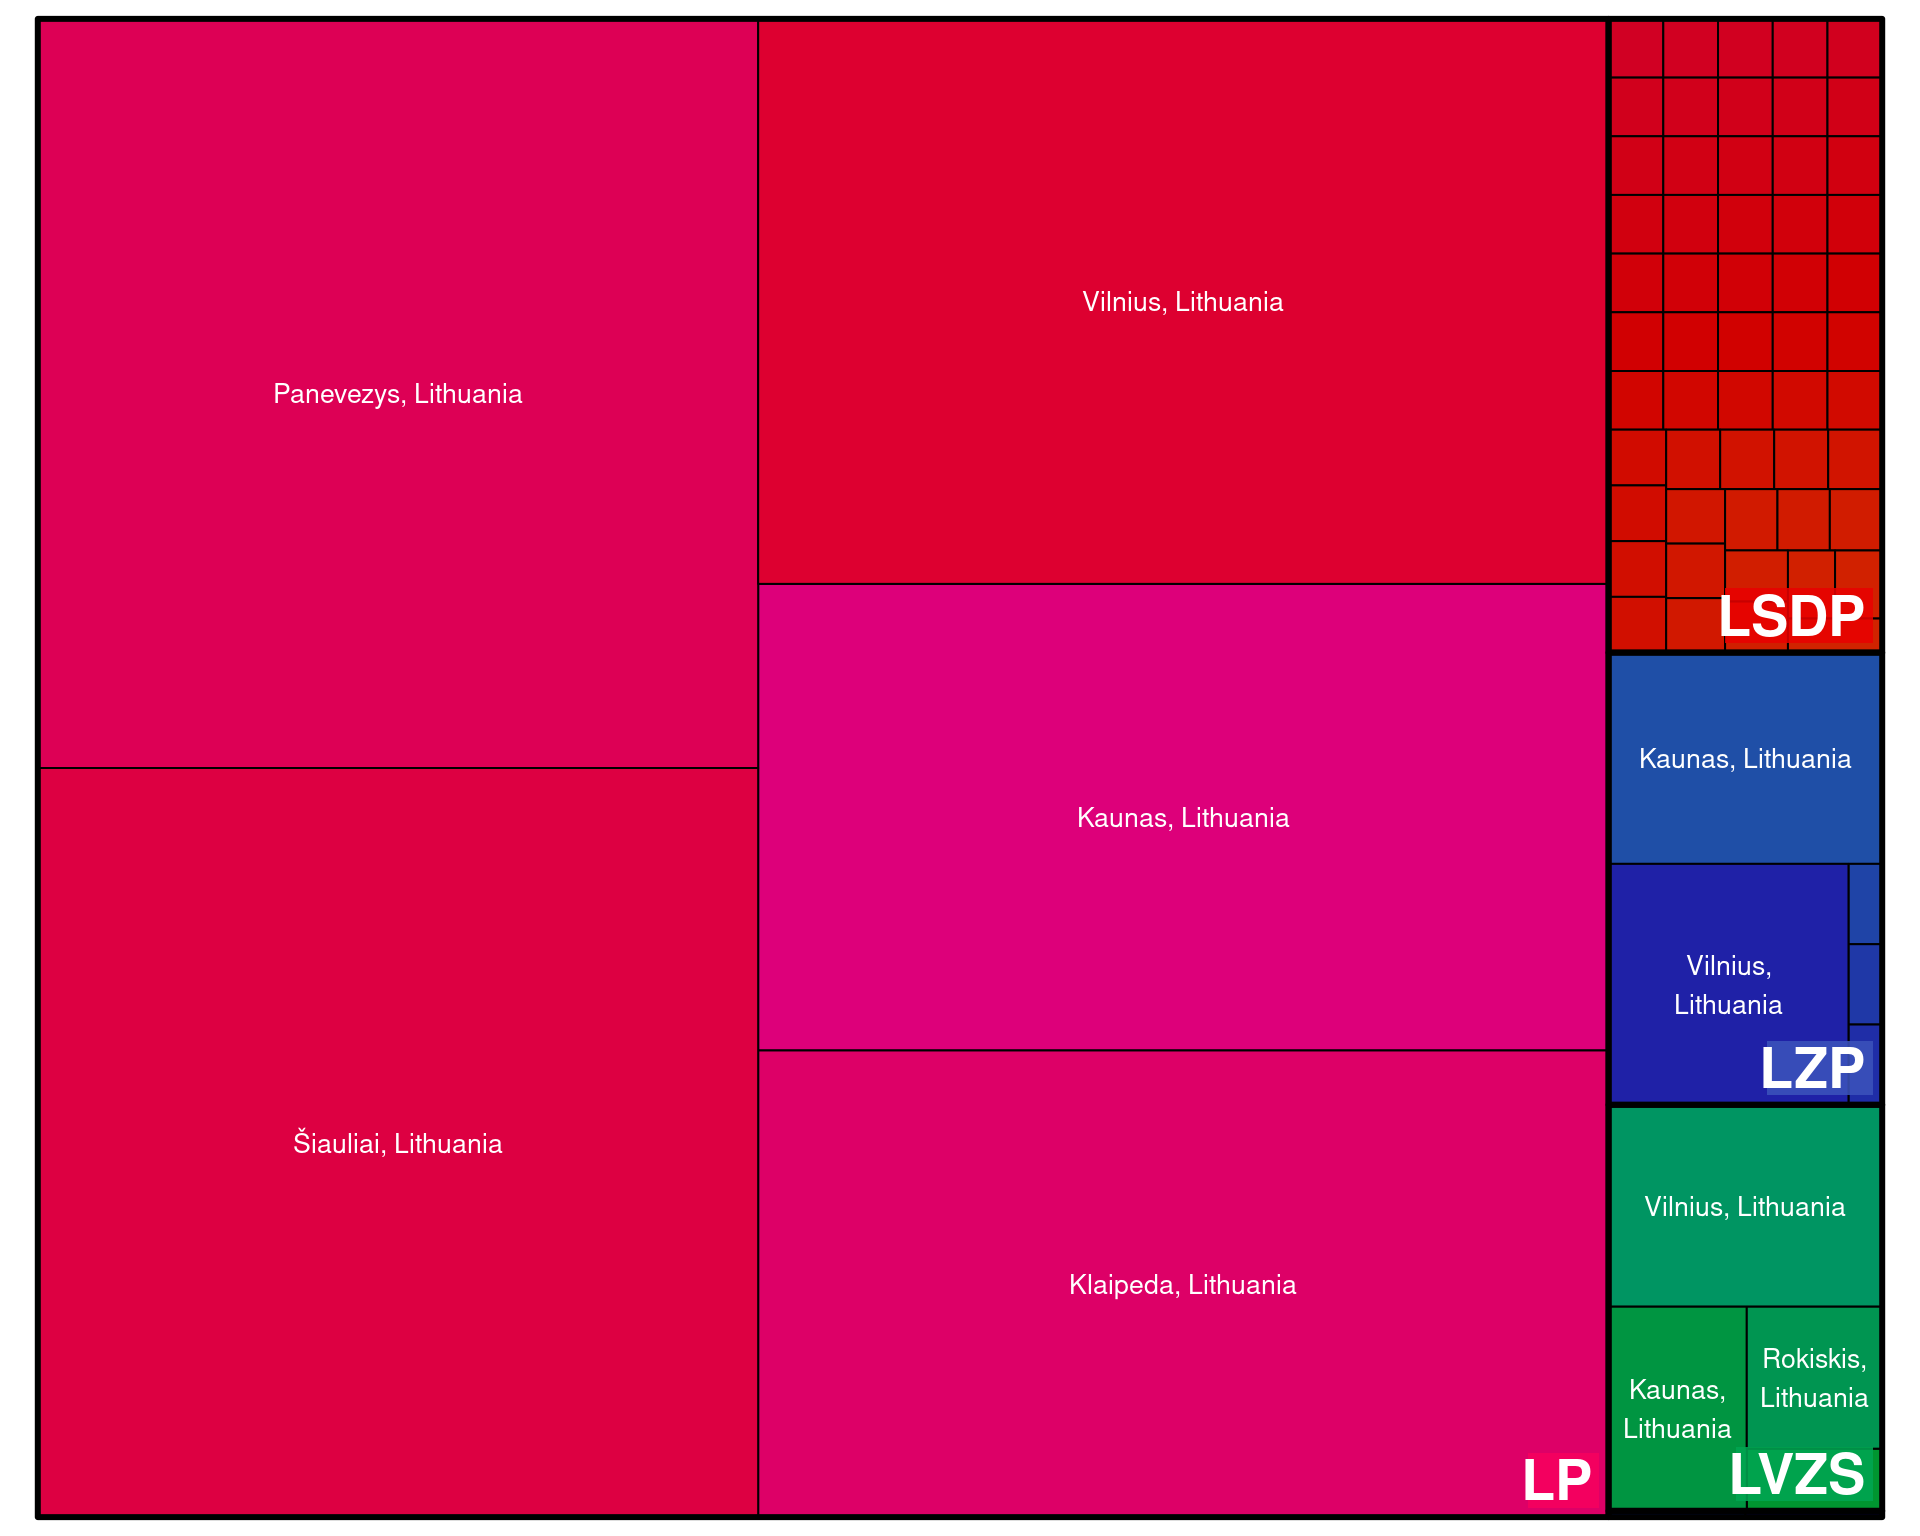 Panevezys, Lithuania
Šiauliai, Lithuania
Vilnius, Lithuania
Kaunas, Lithuania
Klaipeda, Lithuania
LP
LSDP
Kaunas, Lithuania
Vilnius,
Lithuania
LZP
Vilnius, Lithuania
Kaunas,
Lithuania
Rokiskis,
Lithuania
LVZS